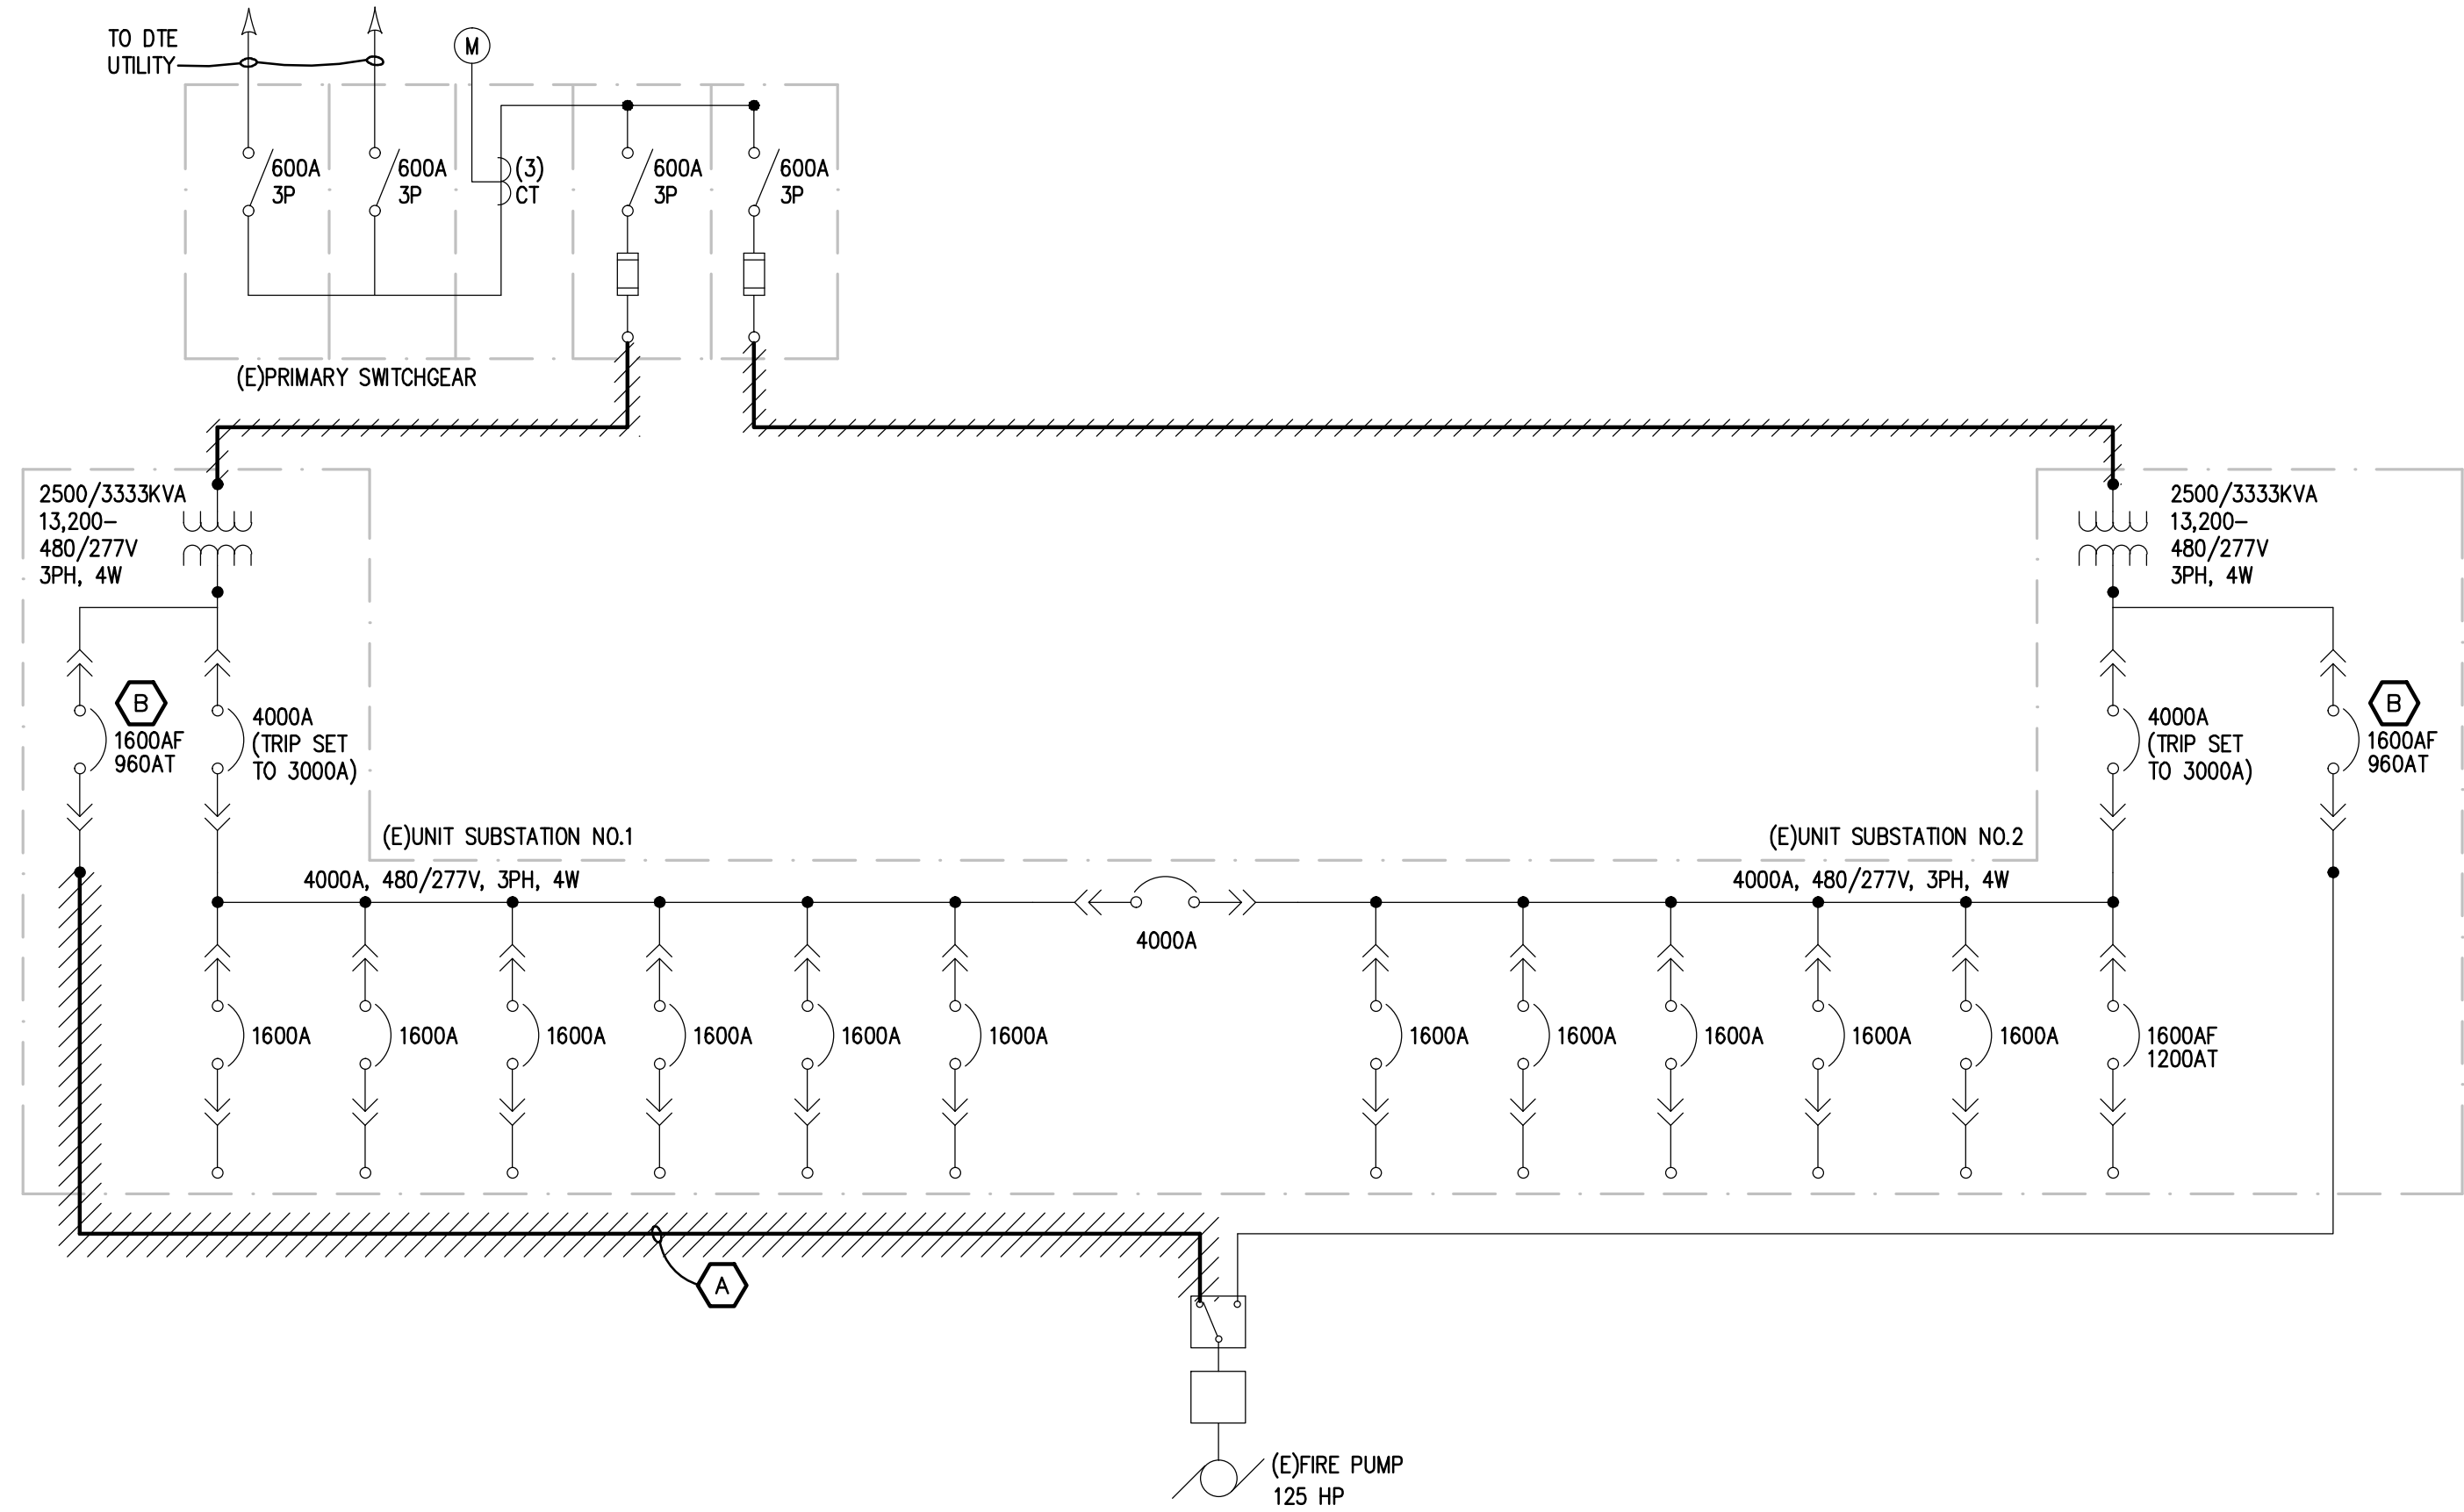 TO DTE
UTILITY
M
600A
3P
600A
3P
(3)
CT
600A
3P
600A
3P
(E)PRIMARY SWITCHGEAR
2500/3333KVA
13,200-
480/277V
3PH, 4W
2500/3333KVA
13,200-
480/277V
3PH, 4W
B
1600AF
960AT
4000A
(TRIP SET
TO 3000A)
4000A
(TRIP SET
TO 3000A)
B
1600AF
960AT
(E)UNIT SUBSTATION NO.1
(E)UNIT SUBSTATION NO.2
4000A, 480/277V, 3PH, 4W
4000A, 480/277V, 3PH, 4W
4000A
1600A
1600A
1600A
1600A
1600A
1600A
1600A
1600A
1600A
1600A
1600A
1600AF
1200AT
A
(E)FIRE PUMP
125 HP